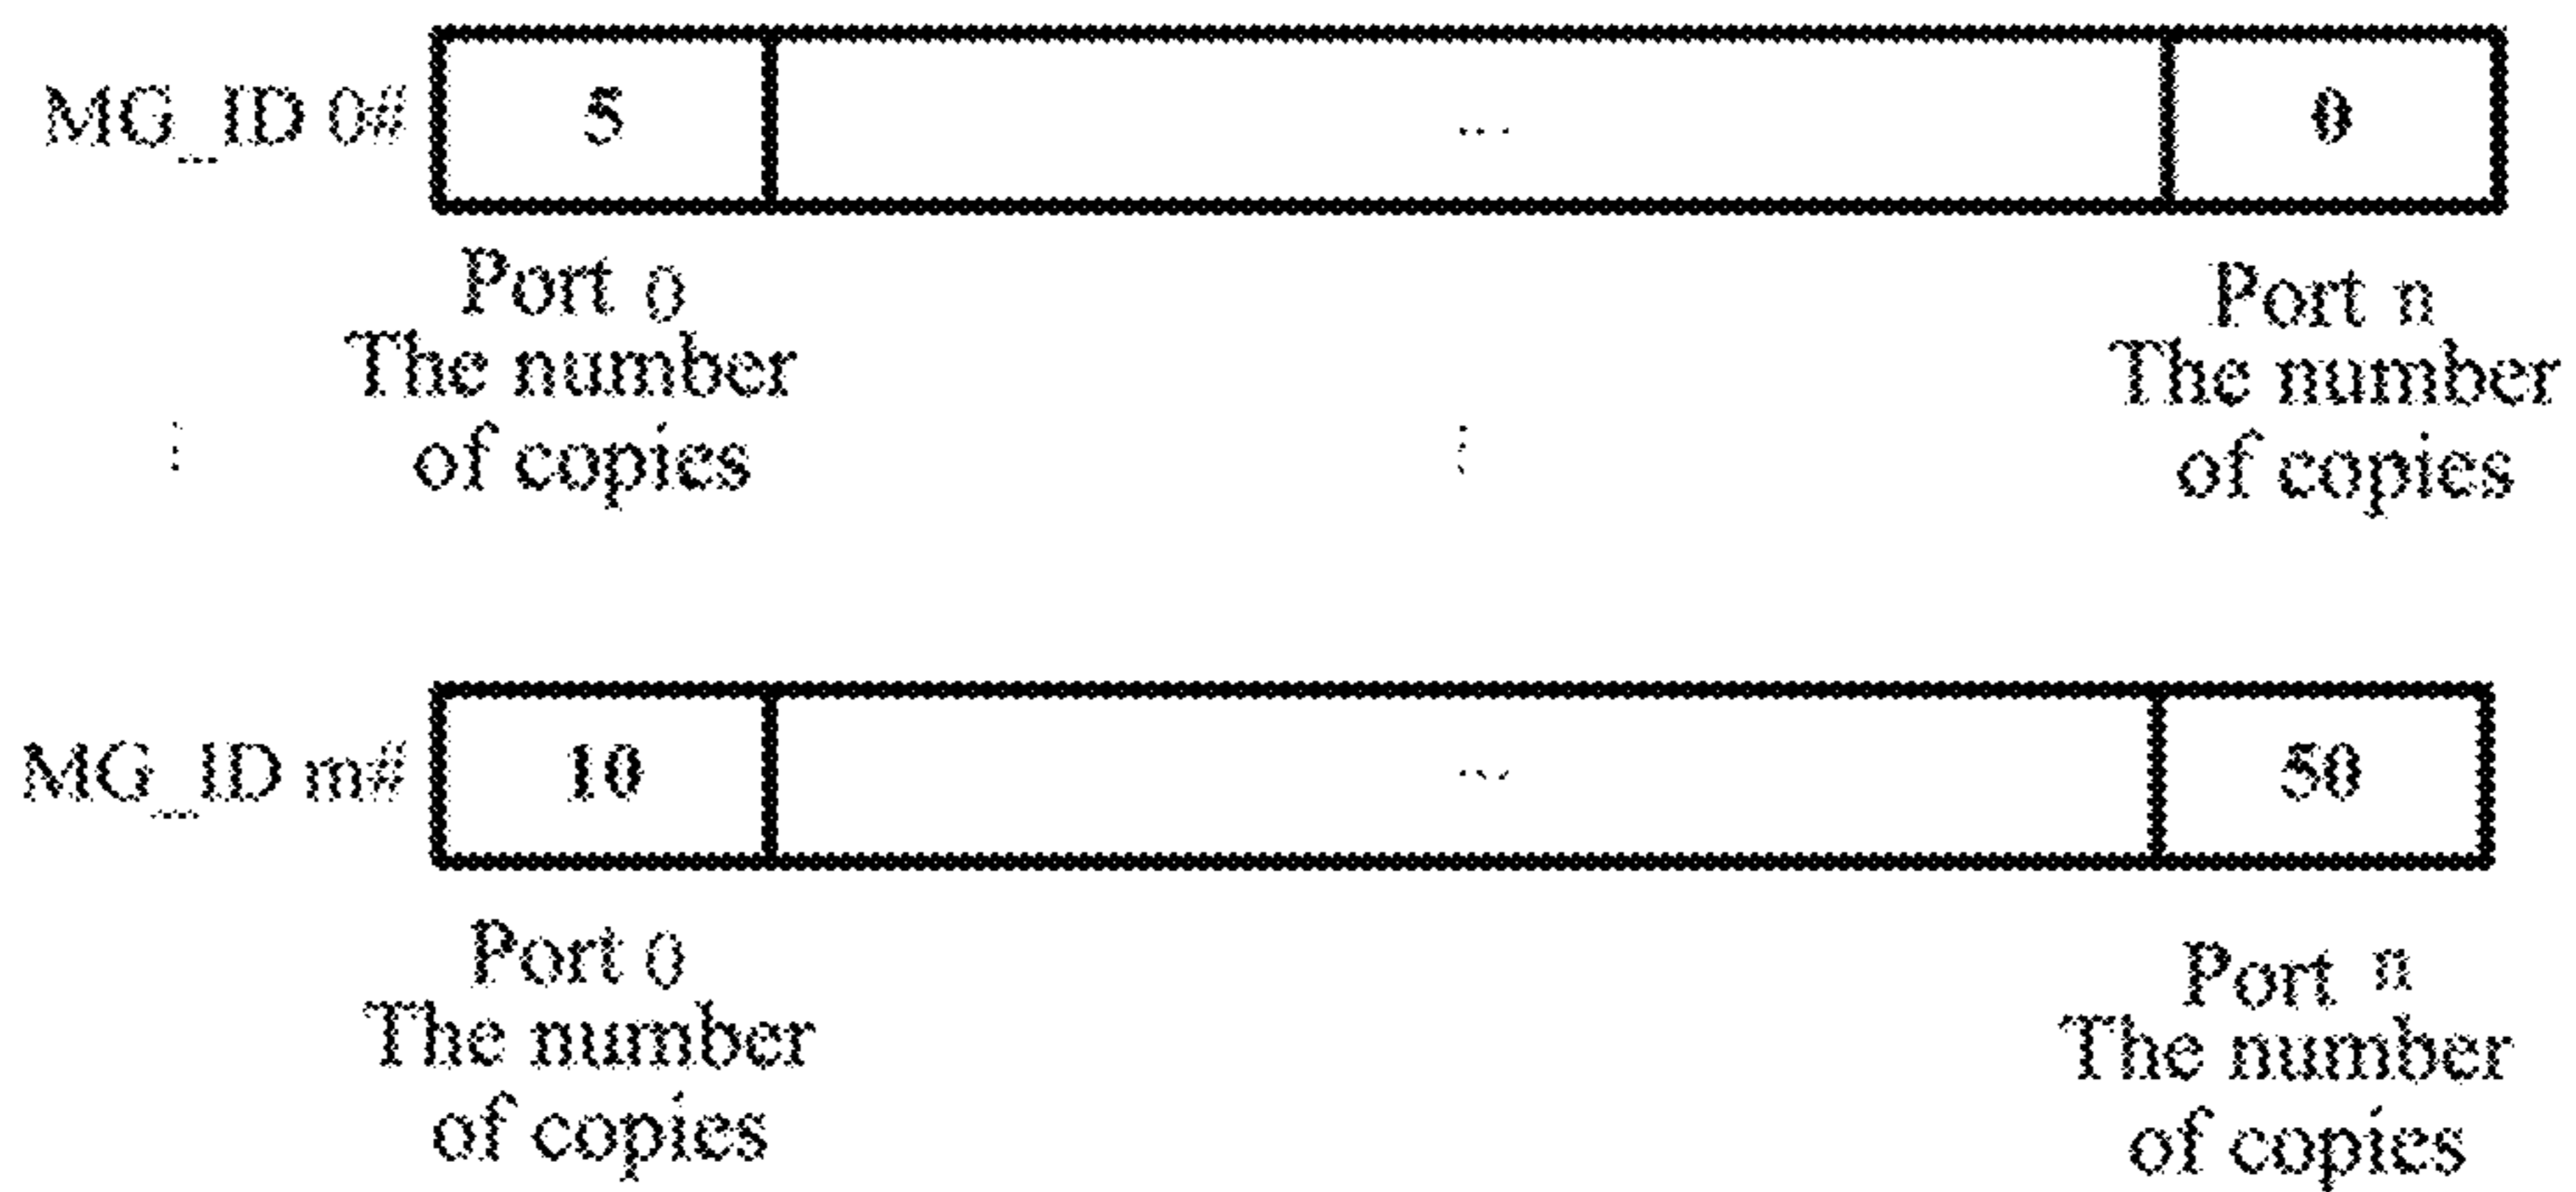 MG_ID 0# 5 ... 0
Port 0 Port n
The number The number
of copies of copies
⋮ ⋮
MG_ID m# 10 ... 50
Port 0 Port n
The number The number
of copies of copies